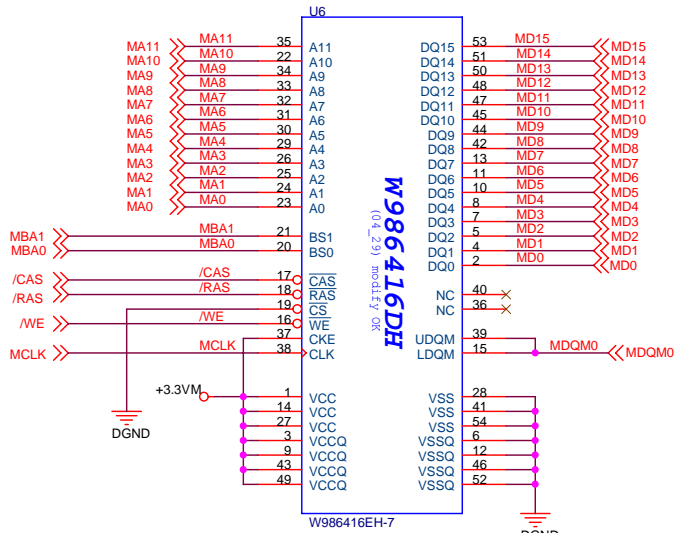 U6
MA11 MA11 35 A11 DQ15 53 MD15 MD15
MA10 MA10 22 A10 DQ14 51 MD14 MD14
MA9 MA9 34 A9 DQ13 50 MD13 MD13
MA8 MA8 33 A8 DQ12 48 MD12 MD12
MA7 MA7 32 A7 DQ11 47 MD11 MD11
MA6 MA6 31 A6 DQ10 45 MD10 MD10
MA5 MA5 30 A5 DQ9 44 MD9 MD9
MA4 MA4 29 A4 DQ8 42 MD8 MD8
MA3 MA3 26 A3 DQ7 13 MD7 MD7
MA2 MA2 25 A2 DQ6 11 MD6 MD6
MA1 MA1 24 A1 DQ5 10 MD5 MD5
MA0 MA0 23 A0 DQ4 8 MD4 MD4
DQ3 7 MD3 MD3
MBA1 MBA1 21 BS1 DQ2 5 MD2 MD2
MBA0 MBA0 20 BS0 DQ1 4 MD1 MD1
DQ0 2 MD0 MD0
/CAS /CAS 17 CAS
/RAS /RAS 18 RAS NC 40
19 CS NC 36
/WE /WE 16 WE
37 CKE UDQM 39
MCLK MCLK 38 CLK LDQM 15 MDQM0
W986416DH
(04_29) modify OK
+3.3VM 1 VCC VSS 28
14 VCC VSS 41
27 VCC VSS 54
3 VCCQ VSSQ 6
9 VCCQ VSSQ 12
43 VCCQ VSSQ 46
49 VCCQ VSSQ 52
DGND
W986416EH-7
DGND